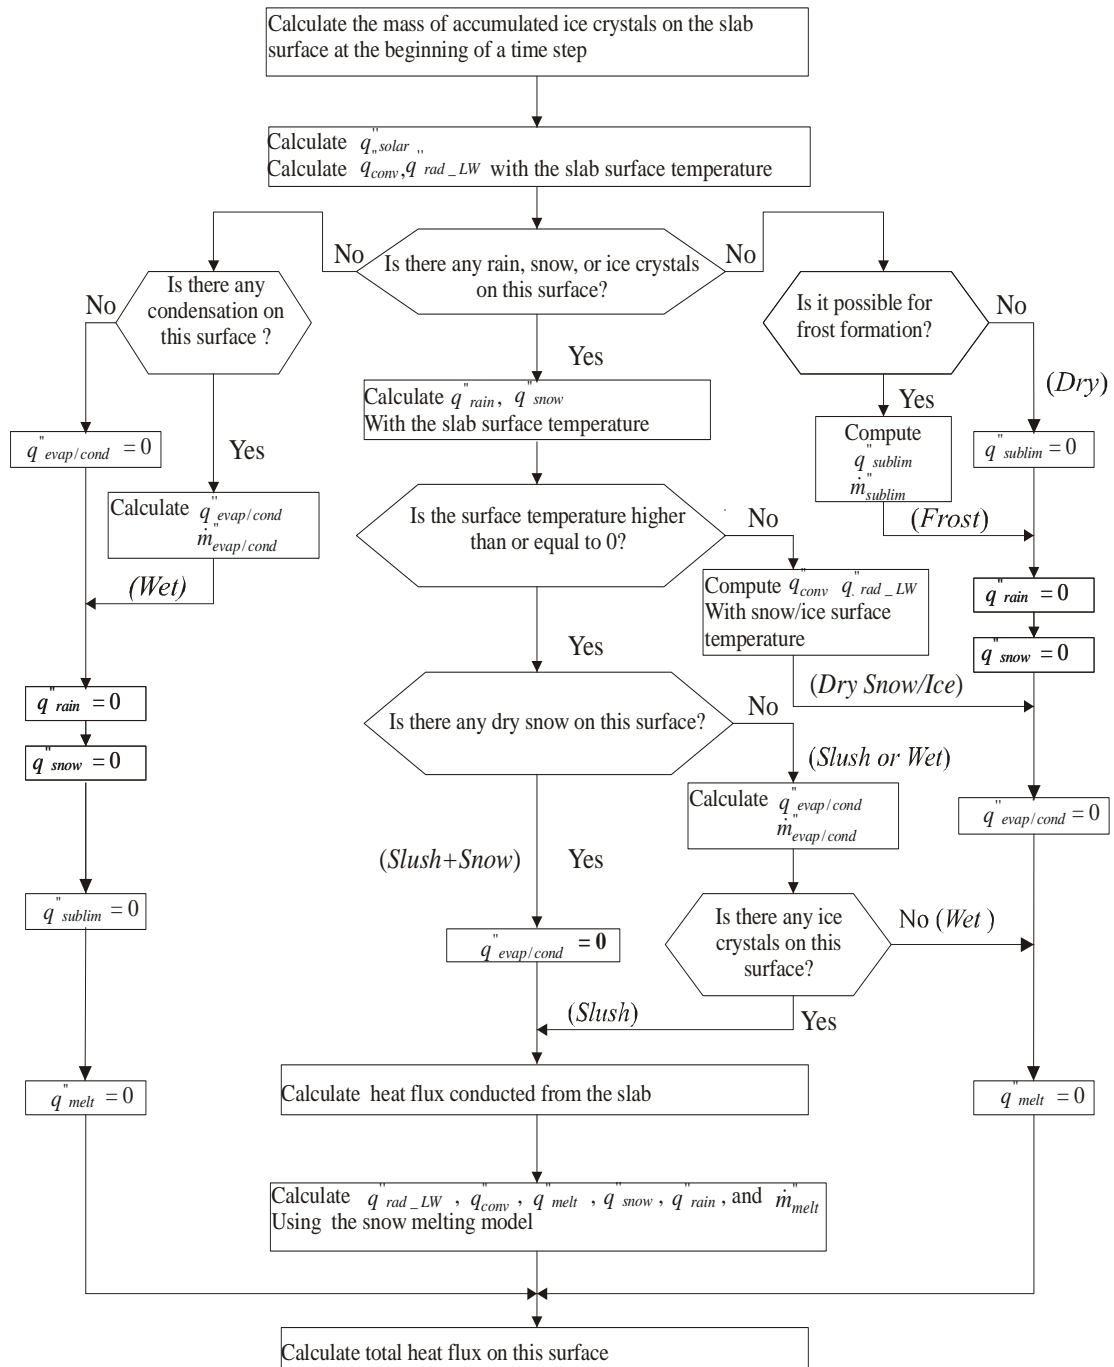 Calculate the mass of accumulated ice crystals on the slab
surface at the beginning of a time step
Calculate q"solar
Calculate q"conv, q"rad_LW with the slab surface temperature
No
No
Is there any rain, snow, or ice crystals
on this surface?
Is there any
condensation on
this surface ?
No
Is it possible for
frost formation?
No
Yes
(Dry)
Calculate q"rain, q"snow
With the slab surface temperature
Yes
q"evap/cond = 0
Yes
Compute
q"sublim
ṁ"sublim
q"sublim = 0
Calculate q"evap/cond
ṁ"evap/cond
Is the surface temperature higher
than or equal to 0?
No
(Frost)
(Wet)
Compute q"conv q"rad_LW
With snow/ice surface
temperature
q"rain = 0
Yes
q"snow = 0
(Dry Snow/Ice)
q"rain = 0
Is there any dry snow on this surface?
No
q"snow = 0
(Slush or Wet)
Calculate q"evap/cond
ṁ"evap/cond
q"evap/cond = 0
(Slush+Snow)
Yes
q"sublim = 0
Is there any ice
crystals on this
surface?
No (Wet )
q"evap/cond = 0
(Slush)
Yes
Calculate heat flux conducted from the slab
q"melt = 0
q"melt = 0
Calculate q"rad_LW , q"conv , q"melt , q"snow , q"rain , and ṁ"melt
Using the snow melting model
Calculate total heat flux on this surface